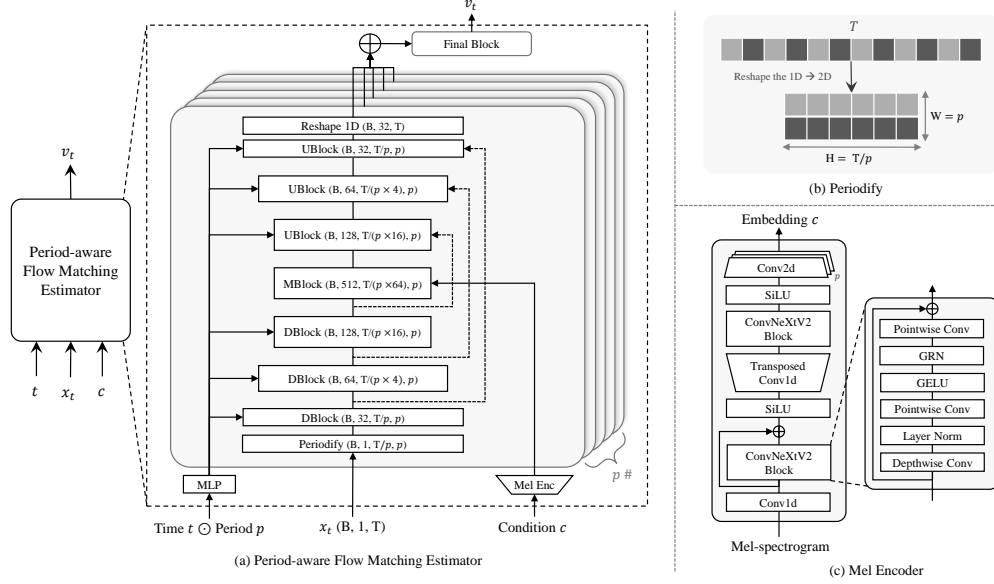 v_t
Period-aware
Flow Matching
Estimator
t
x_t
c
v_t
Final Block
Reshape 1D (B, 32, T)
UBlock (B, 32, T/p, p)
UBlock (B, 64, T/(p × 4), p)
UBlock (B, 128, T/(p ×16), p)
MBlock (B, 512, T/(p ×64), p)
DBlock (B, 128, T/(p ×16), p)
DBlock (B, 64, T/(p × 4), p)
DBlock (B, 32, T/p, p)
Periodify (B, 1, T/p, p)
p #
MLP
Mel Enc
Time t ⊙ Period p
x_t (B, 1, T)
Condition c
(a) Period-aware Flow Matching Estimator
T
Reshape the 1D → 2D
W = p
H = T/p
(b) Periodify
Embedding c
Conv2d
p
SiLU
ConvNeXtV2
Block
Transposed
Conv1d
SiLU
ConvNeXtV2
Block
Conv1d
Mel-spectrogram
Pointwise Conv
GRN
GELU
Pointwise Conv
Layer Norm
Depthwise Conv
(c) Mel Encoder